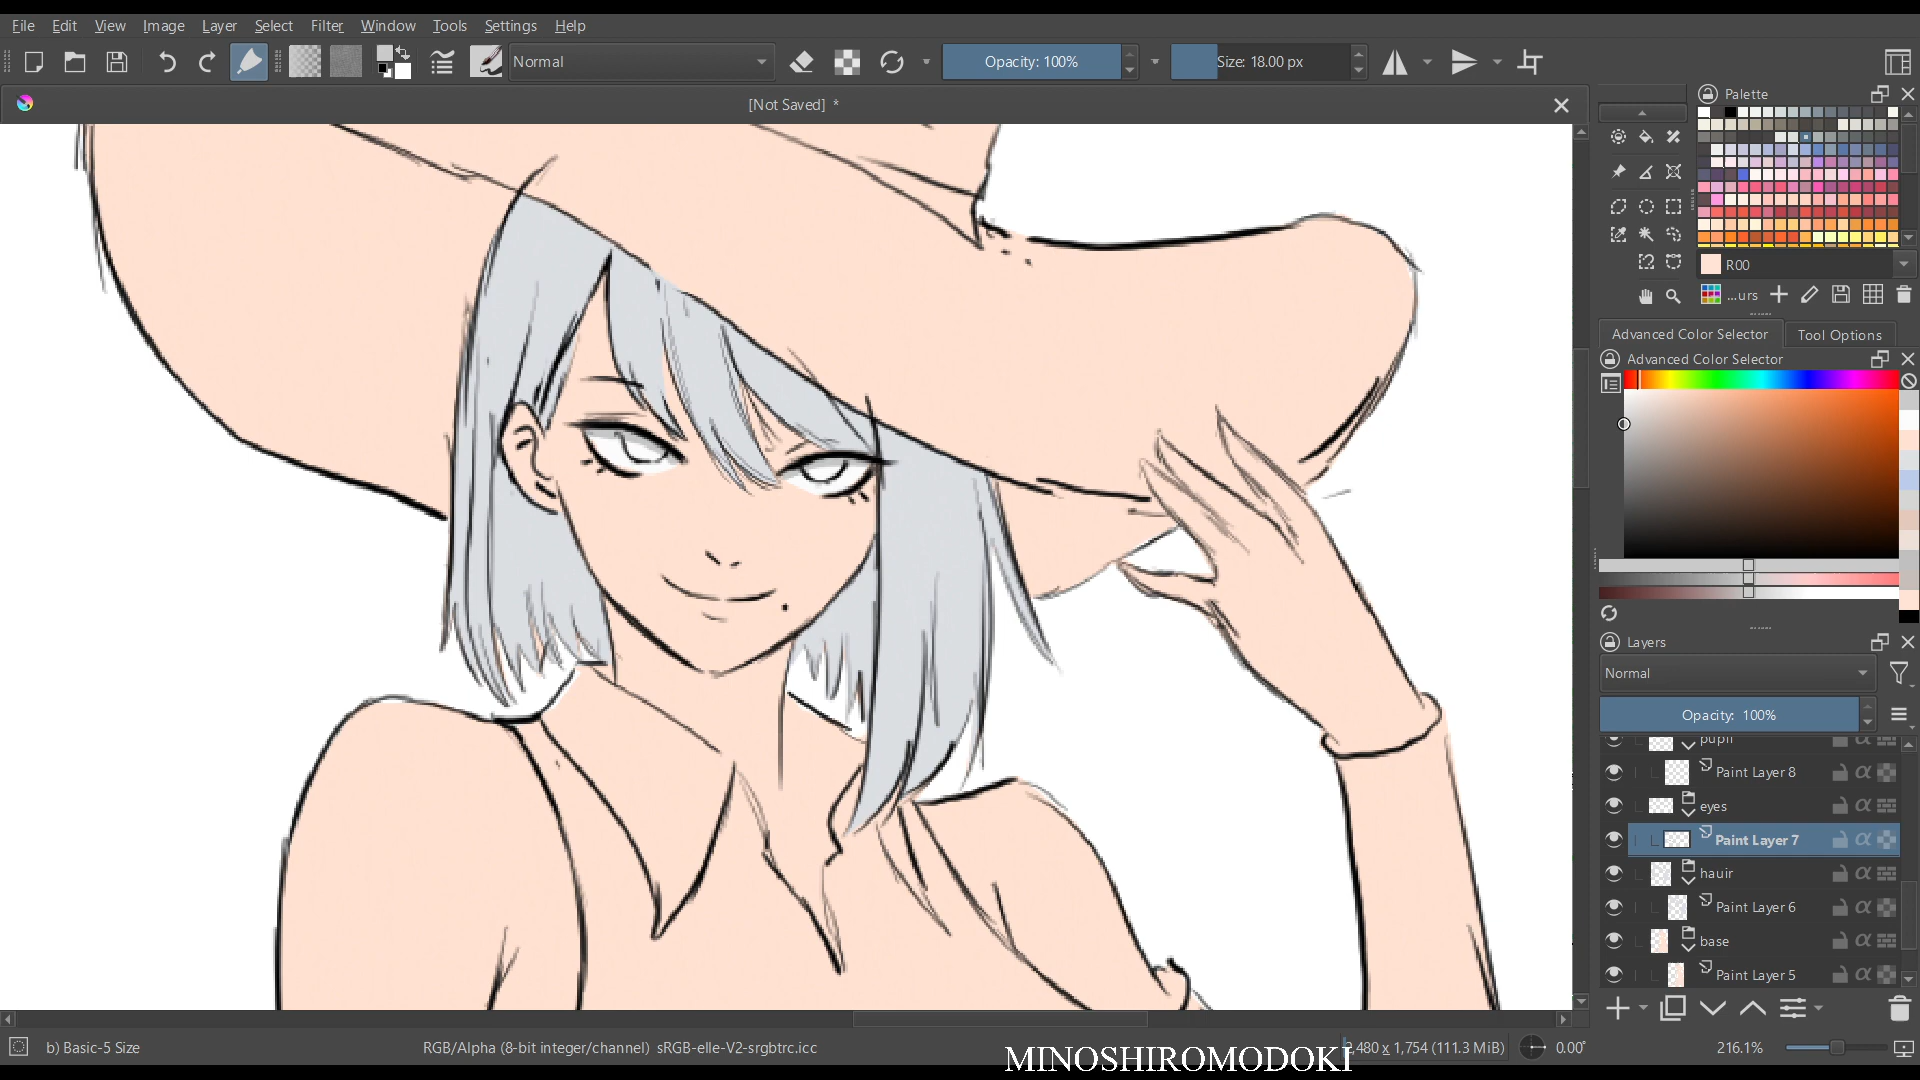 File Edit View Image Layer Select Filter Window Tools Settings Help
Normal
Opacity: 100%
Size: 18.00 px
[Not Saved] *
Palette
R00
...urs
Advanced Color Selector
Tool Options
Advanced Color Selector
Layers
Normal
Opacity: 100%
pupil
Paint Layer 8
eyes
Paint Layer 7
hauir
Paint Layer 6
base
Paint Layer 5
b) Basic-5 Size
RGB/Alpha (8-bit integer/channel) sRGB-elle-V2-srgbtrc.icc
2,480 x 1,754 (111.3 MiB)
0.00°
216.1%
MINOSHIROMODOKI